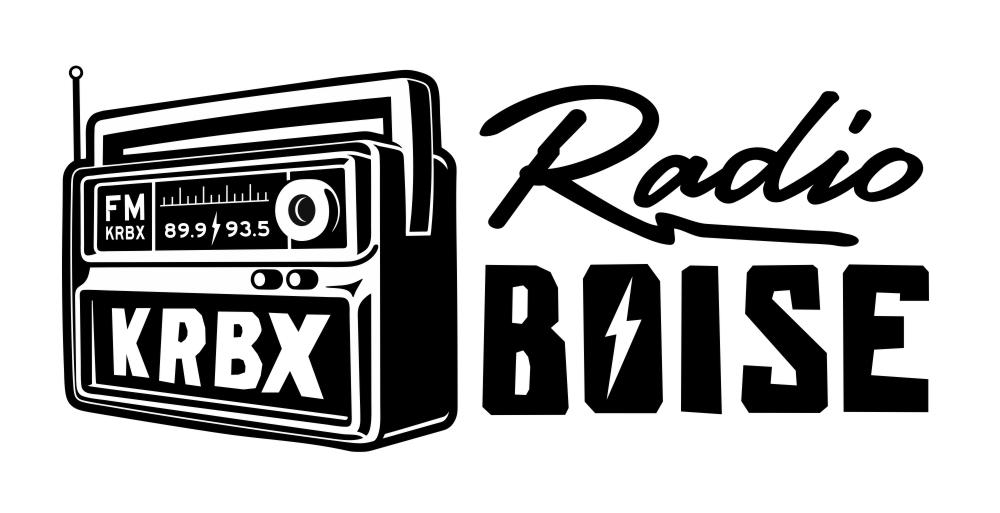 FM
KRBX
89.9 93.5
KRBX
Radio
BOISE